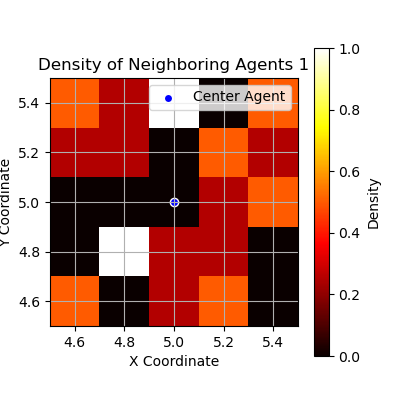 Density of Neighboring Agents 1
Center Agent
5.4
5.2
5.0
4.8
4.6
4.6 4.8 5.0 5.2 5.4
X Coordinate
Y Coordinate
1.0
0.8
0.6
0.4
0.2
0.0
Density